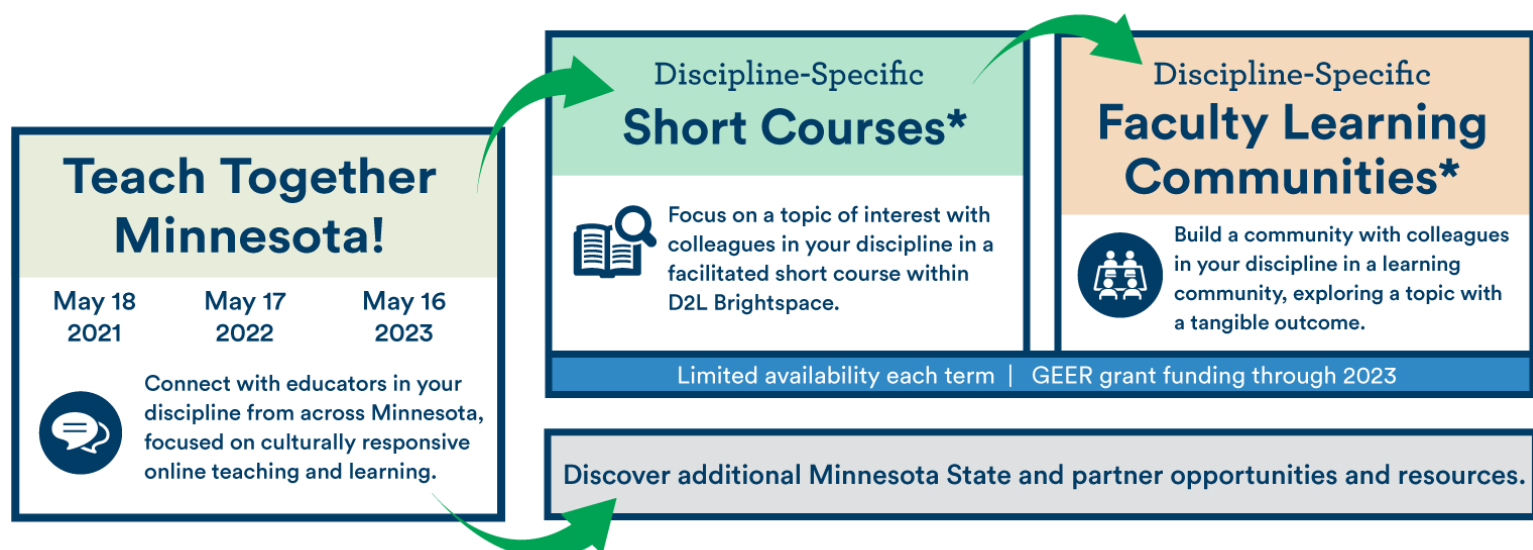 Teach Together
Minnesota!
May 18
2021
May 17
2022
May 16
2023
Connect with educators in your
discipline from across Minnesota,
focused on culturally responsive
online teaching and learning.
Discipline-Specific
Short Courses*
Focus on a topic of interest with
colleagues in your discipline in a
facilitated short course within
D2L Brightspace.
Discipline-Specific
Faculty Learning
Communities*
Build a community with colleagues
in your discipline in a learning
community, exploring a topic with
a tangible outcome.
Limited availability each term | GEER grant funding through 2023
Discover additional Minnesota State and partner opportunities and resources.